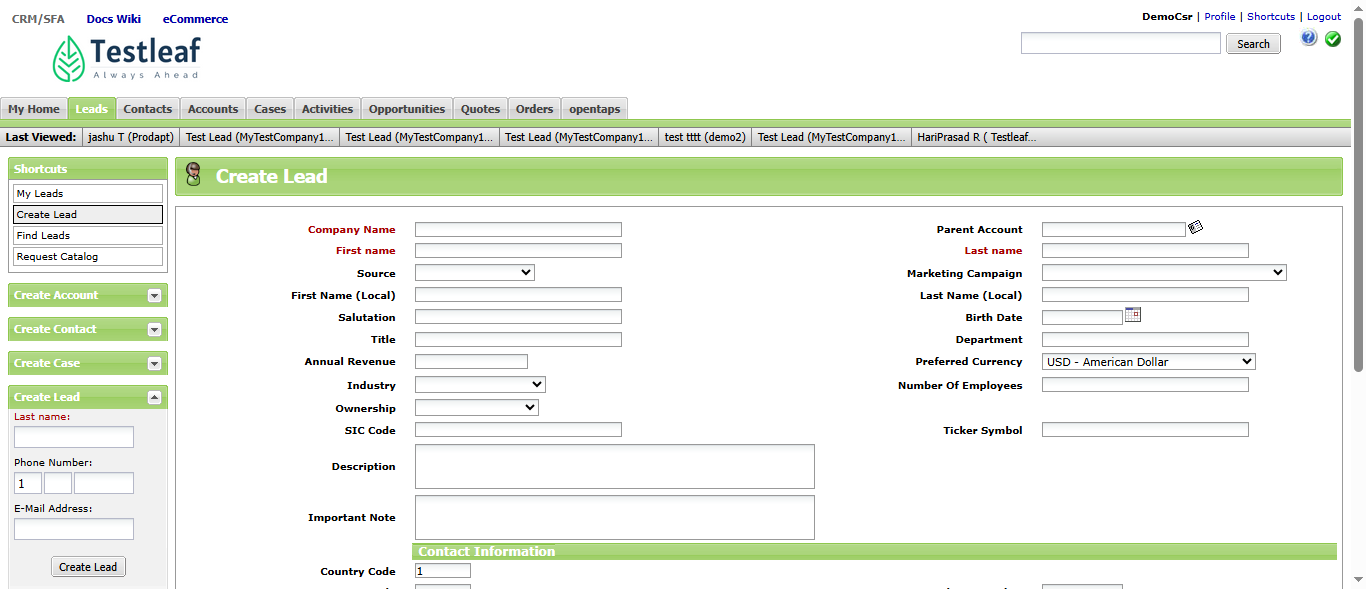 CRM/SFA Docs Wiki eCommerce
DemoCsr | Profile | Shortcuts | Logout
Testleaf
Always Ahead
Search
My Home Leads Contacts Accounts Cases Activities Opportunities Quotes Orders opentaps
Last Viewed: jashu T (Prodapt) Test Lead (MyTestCompany1... Test Lead (MyTestCompany1... Test Lead (MyTestCompany1... test tttt (demo2) Test Lead (MyTestCompany1... HariPrasad R ( Testleaf...
Shortcuts
My Leads
Create Lead
Find Leads
Request Catalog
Create Account
Create Contact
Create Case
Create Lead
Last name:
Phone Number:
1
E-Mail Address:
Create Lead
Create Lead
Company Name Parent Account
First name Last name
Source Marketing Campaign
First Name (Local) Last Name (Local)
Salutation Birth Date
Title Department
Annual Revenue Preferred Currency USD - American Dollar
Industry Number Of Employees
Ownership
SIC Code Ticker Symbol
Description
Important Note
Contact Information
Country Code 1